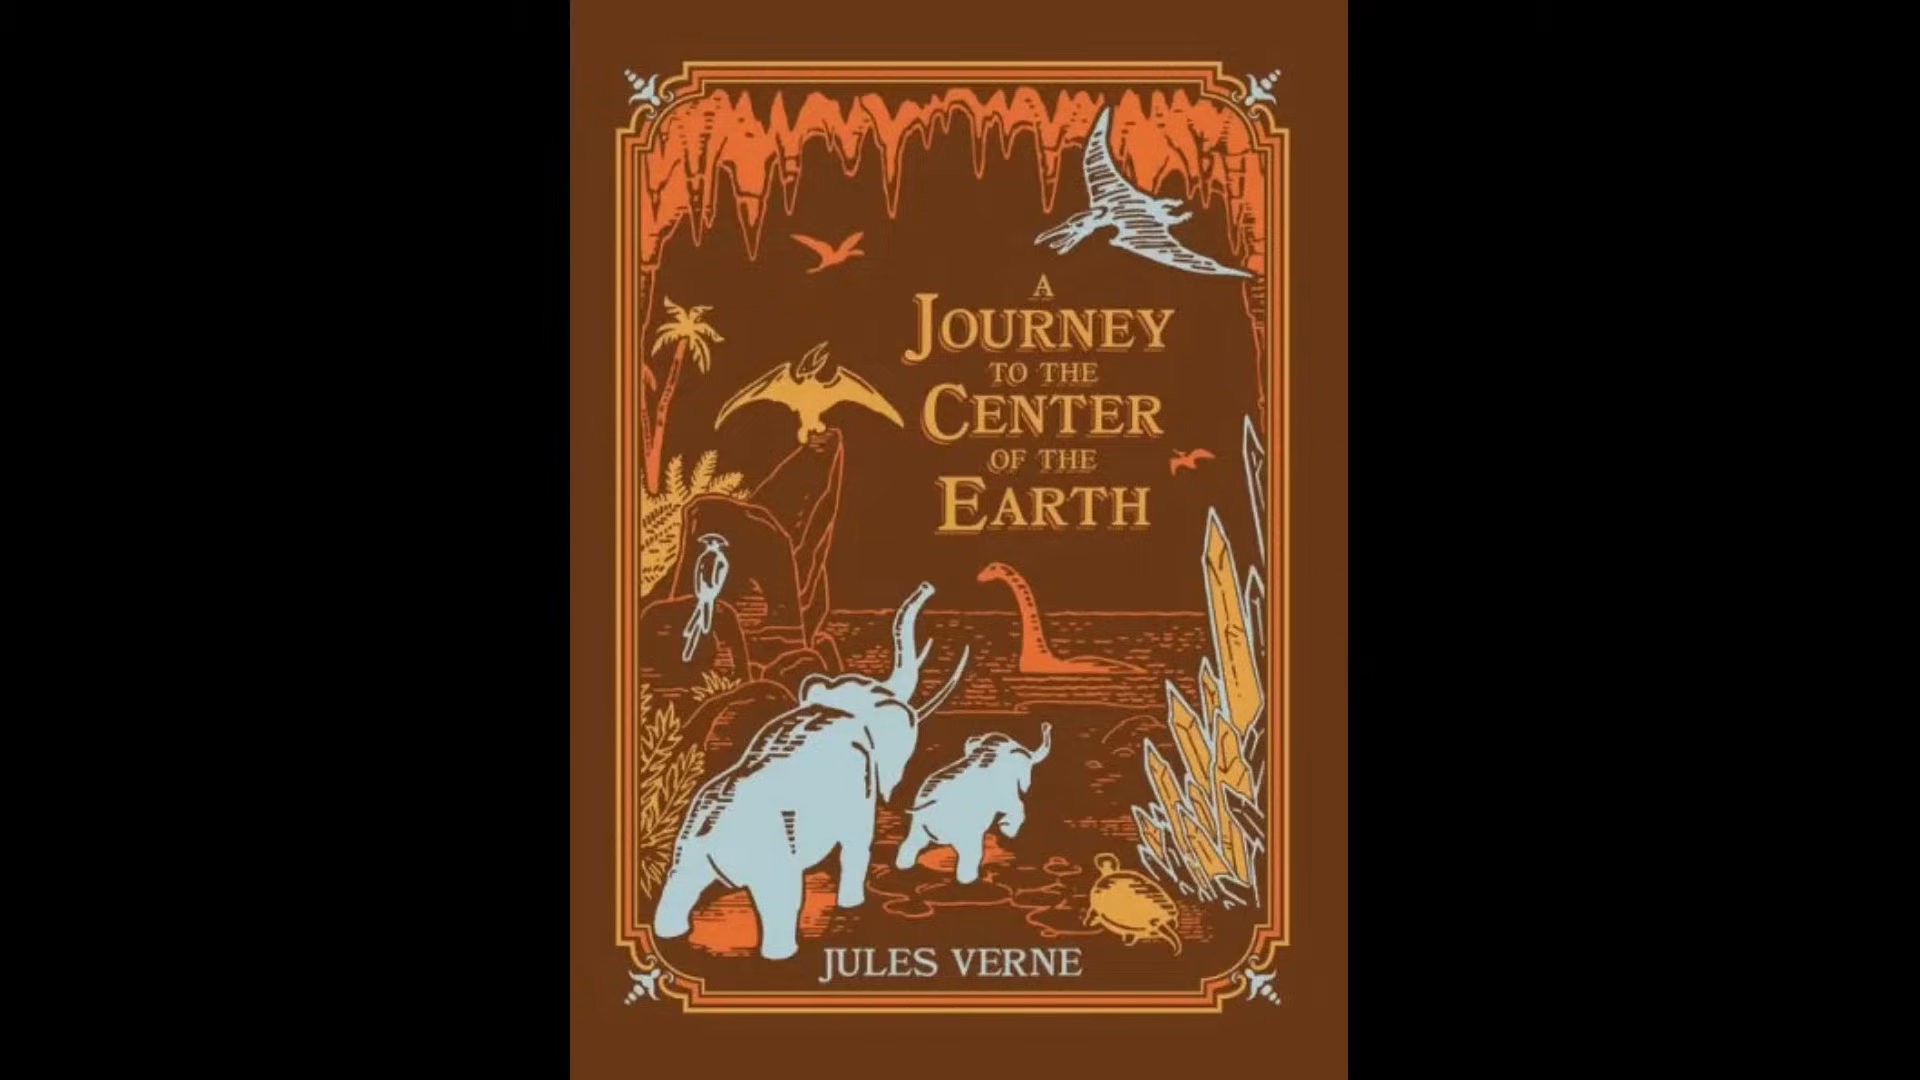 A
JOURNEY
TO THE
CENTER
OF THE
EARTH
JULES VERNE